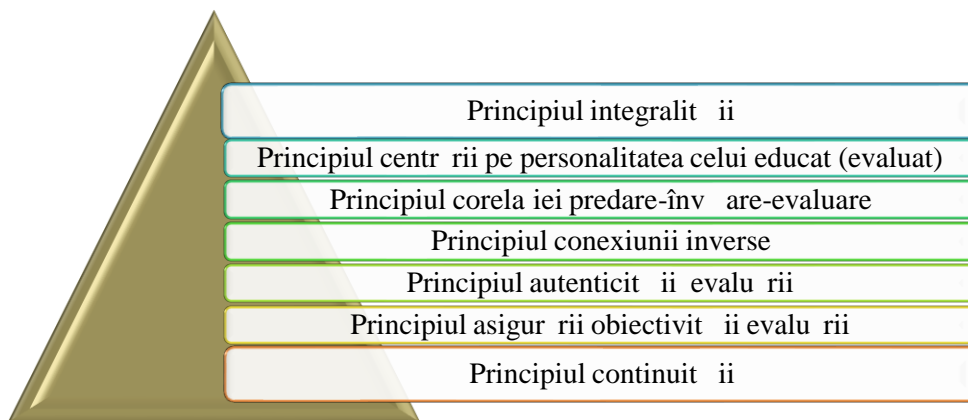 Principiul integralit ii
Principiul centr rii pe personalitatea celui educat (evaluat)
Principiul corela iei predare-înv are-evaluare
Principiul conexiunii inverse
Principiul autenticit ii evalu rii
Principiul asigur rii obiectivit ii evalu rii
Principiul continuit ii